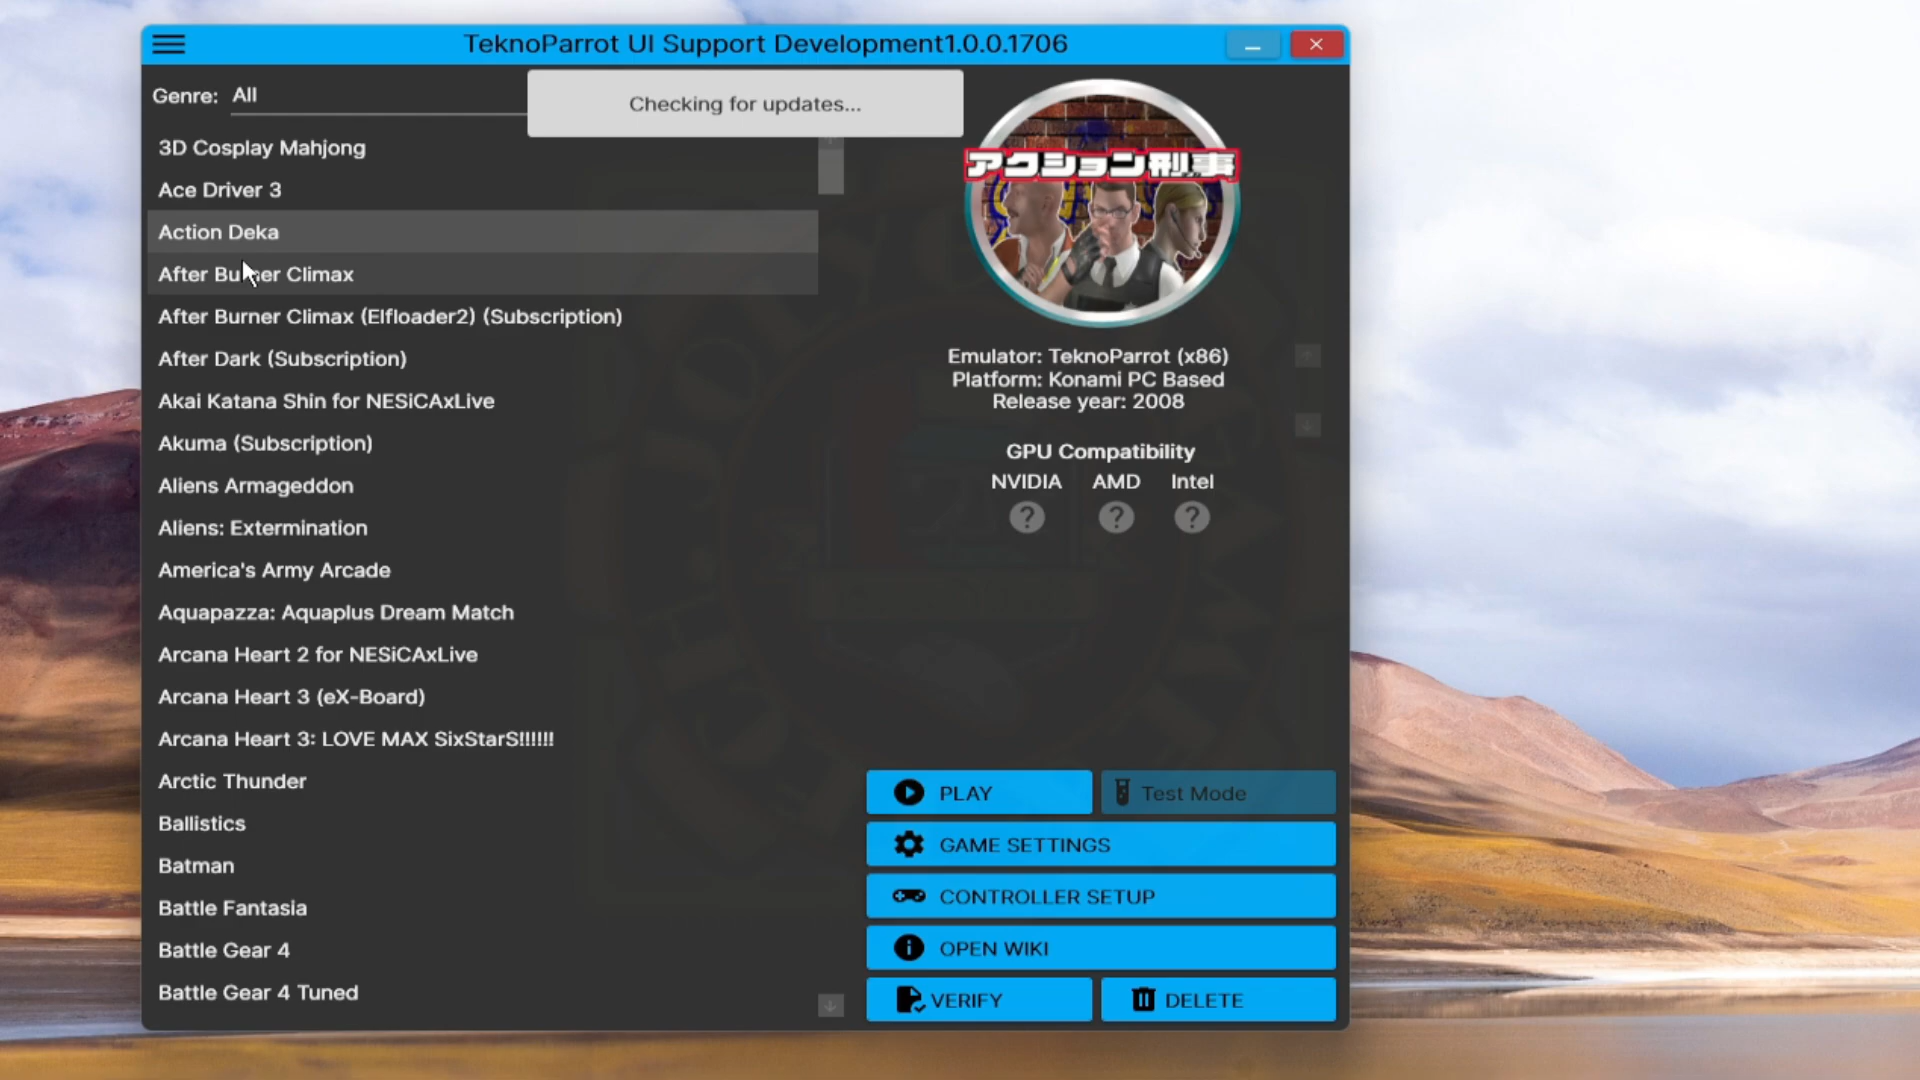 TeknoParrot UI Support Development1.0.0.1706
Genre: All
Checking for updates...
3D Cosplay Mahjong
Ace Driver 3
Action Deka
After Burner Climax
After Burner Climax (Elfloader2) (Subscription)
After Dark (Subscription)
Akai Katana Shin for NESiCAxLive
Akuma (Subscription)
Aliens Armageddon
Aliens: Extermination
America's Army Arcade
Aquapazza: Aquaplus Dream Match
Arcana Heart 2 for NESiCAxLive
Arcana Heart 3 (eX-Board)
Arcana Heart 3: LOVE MAX SixStarS!!!!!!
Arctic Thunder
Ballistics
Batman
Battle Fantasia
Battle Gear 4
Battle Gear 4 Tuned
アクション刑事
Emulator: TeknoParrot (x86)
Platform: Konami PC Based
Release year: 2008
GPU Compatibility
NVIDIA AMD Intel
? ? ?
PLAY
Test Mode
GAME SETTINGS
CONTROLLER SETUP
OPEN WIKI
VERIFY
DELETE